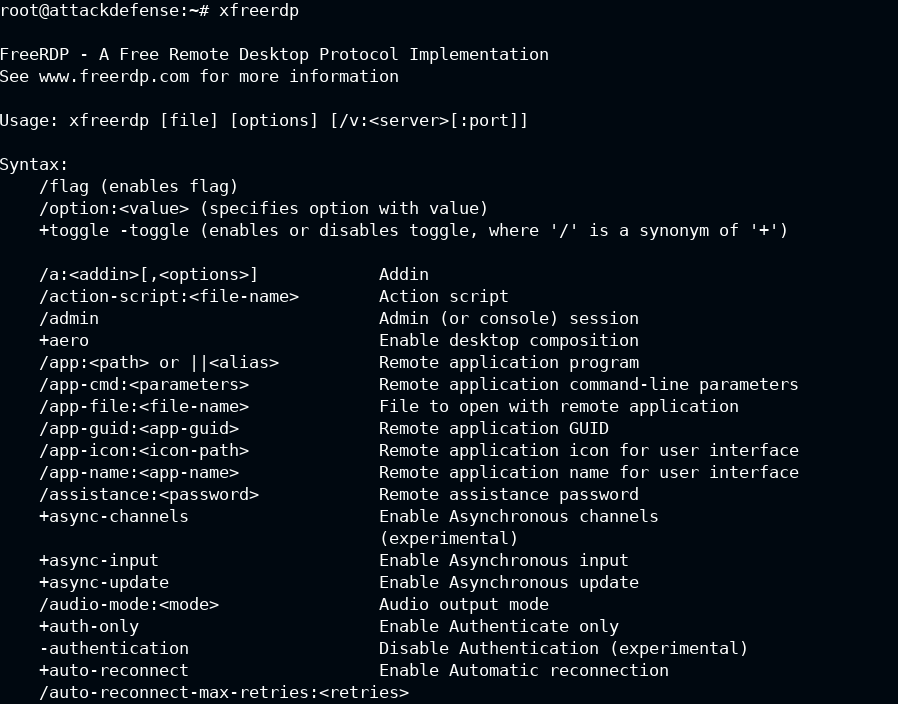 root@attackdefense:~# xfreerdp

FreeRDP - A Free Remote Desktop Protocol Implementation
See www.freerdp.com for more information

Usage: xfreerdp [file] [options] [/v:<server>[:port]]

Syntax:
    /flag (enables flag)
    /option:<value> (specifies option with value)
    +toggle -toggle (enables or disables toggle, where '/' is a synonym of '+')

    /a:<addin>[,<options>]            Addin
    /action-script:<file-name>        Action script
    /admin                            Admin (or console) session
    +aero                             Enable desktop composition
    /app:<path> or ||<alias>          Remote application program
    /app-cmd:<parameters>             Remote application command-line parameters
    /app-file:<file-name>             File to open with remote application
    /app-guid:<app-guid>              Remote application GUID
    /app-icon:<icon-path>             Remote application icon for user interface
    /app-name:<app-name>              Remote application name for user interface
    /assistance:<password>            Remote assistance password
    +async-channels                   Enable Asynchronous channels
                                      (experimental)
    +async-input                      Enable Asynchronous input
    +async-update                     Enable Asynchronous update
    /audio-mode:<mode>                Audio output mode
    +auth-only                        Enable Authenticate only
    -authentication                   Disable Authentication (experimental)
    +auto-reconnect                   Enable Automatic reconnection
    /auto-reconnect-max-retries:<retries>